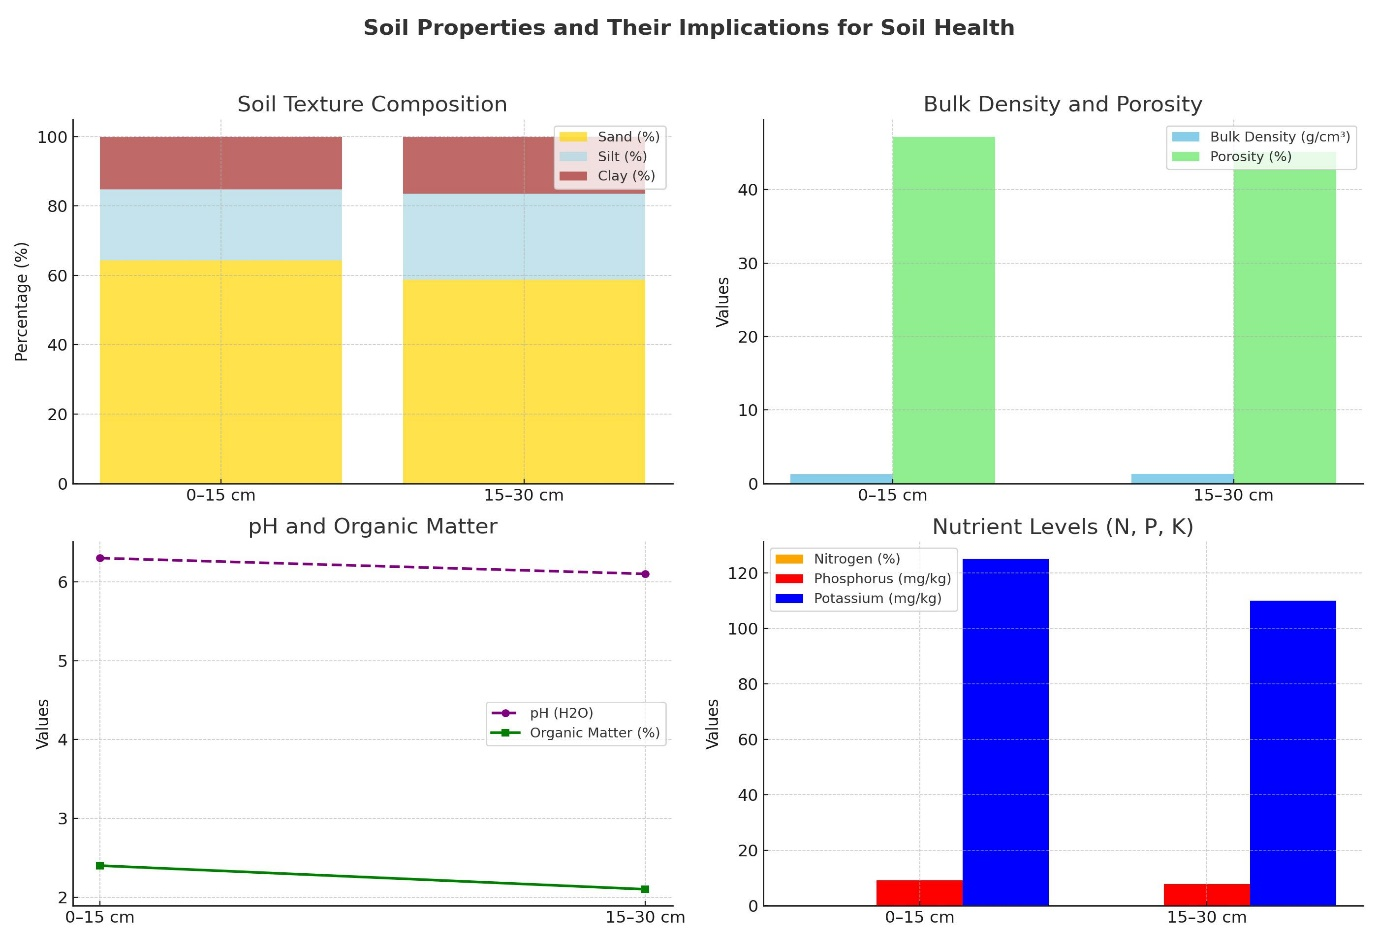 Soil Properties and Their Implications for Soil Health
Soil Texture Composition
Percentage (%)
100
80
60
40
20
0
Sand (%)
Silt (%)
Clay (%)
0–15 cm
15–30 cm
Bulk Density and Porosity
Values
40
30
20
10
0
Bulk Density (g/cm³)
Porosity (%)
0–15 cm
15–30 cm
pH and Organic Matter
Values
6
5
4
3
2
pH (H2O)
Organic Matter (%)
0–15 cm
15–30 cm
Nutrient Levels (N, P, K)
Values
120
100
80
60
40
20
0
Nitrogen (%)
Phosphorus (mg/kg)
Potassium (mg/kg)
0–15 cm
15–30 cm